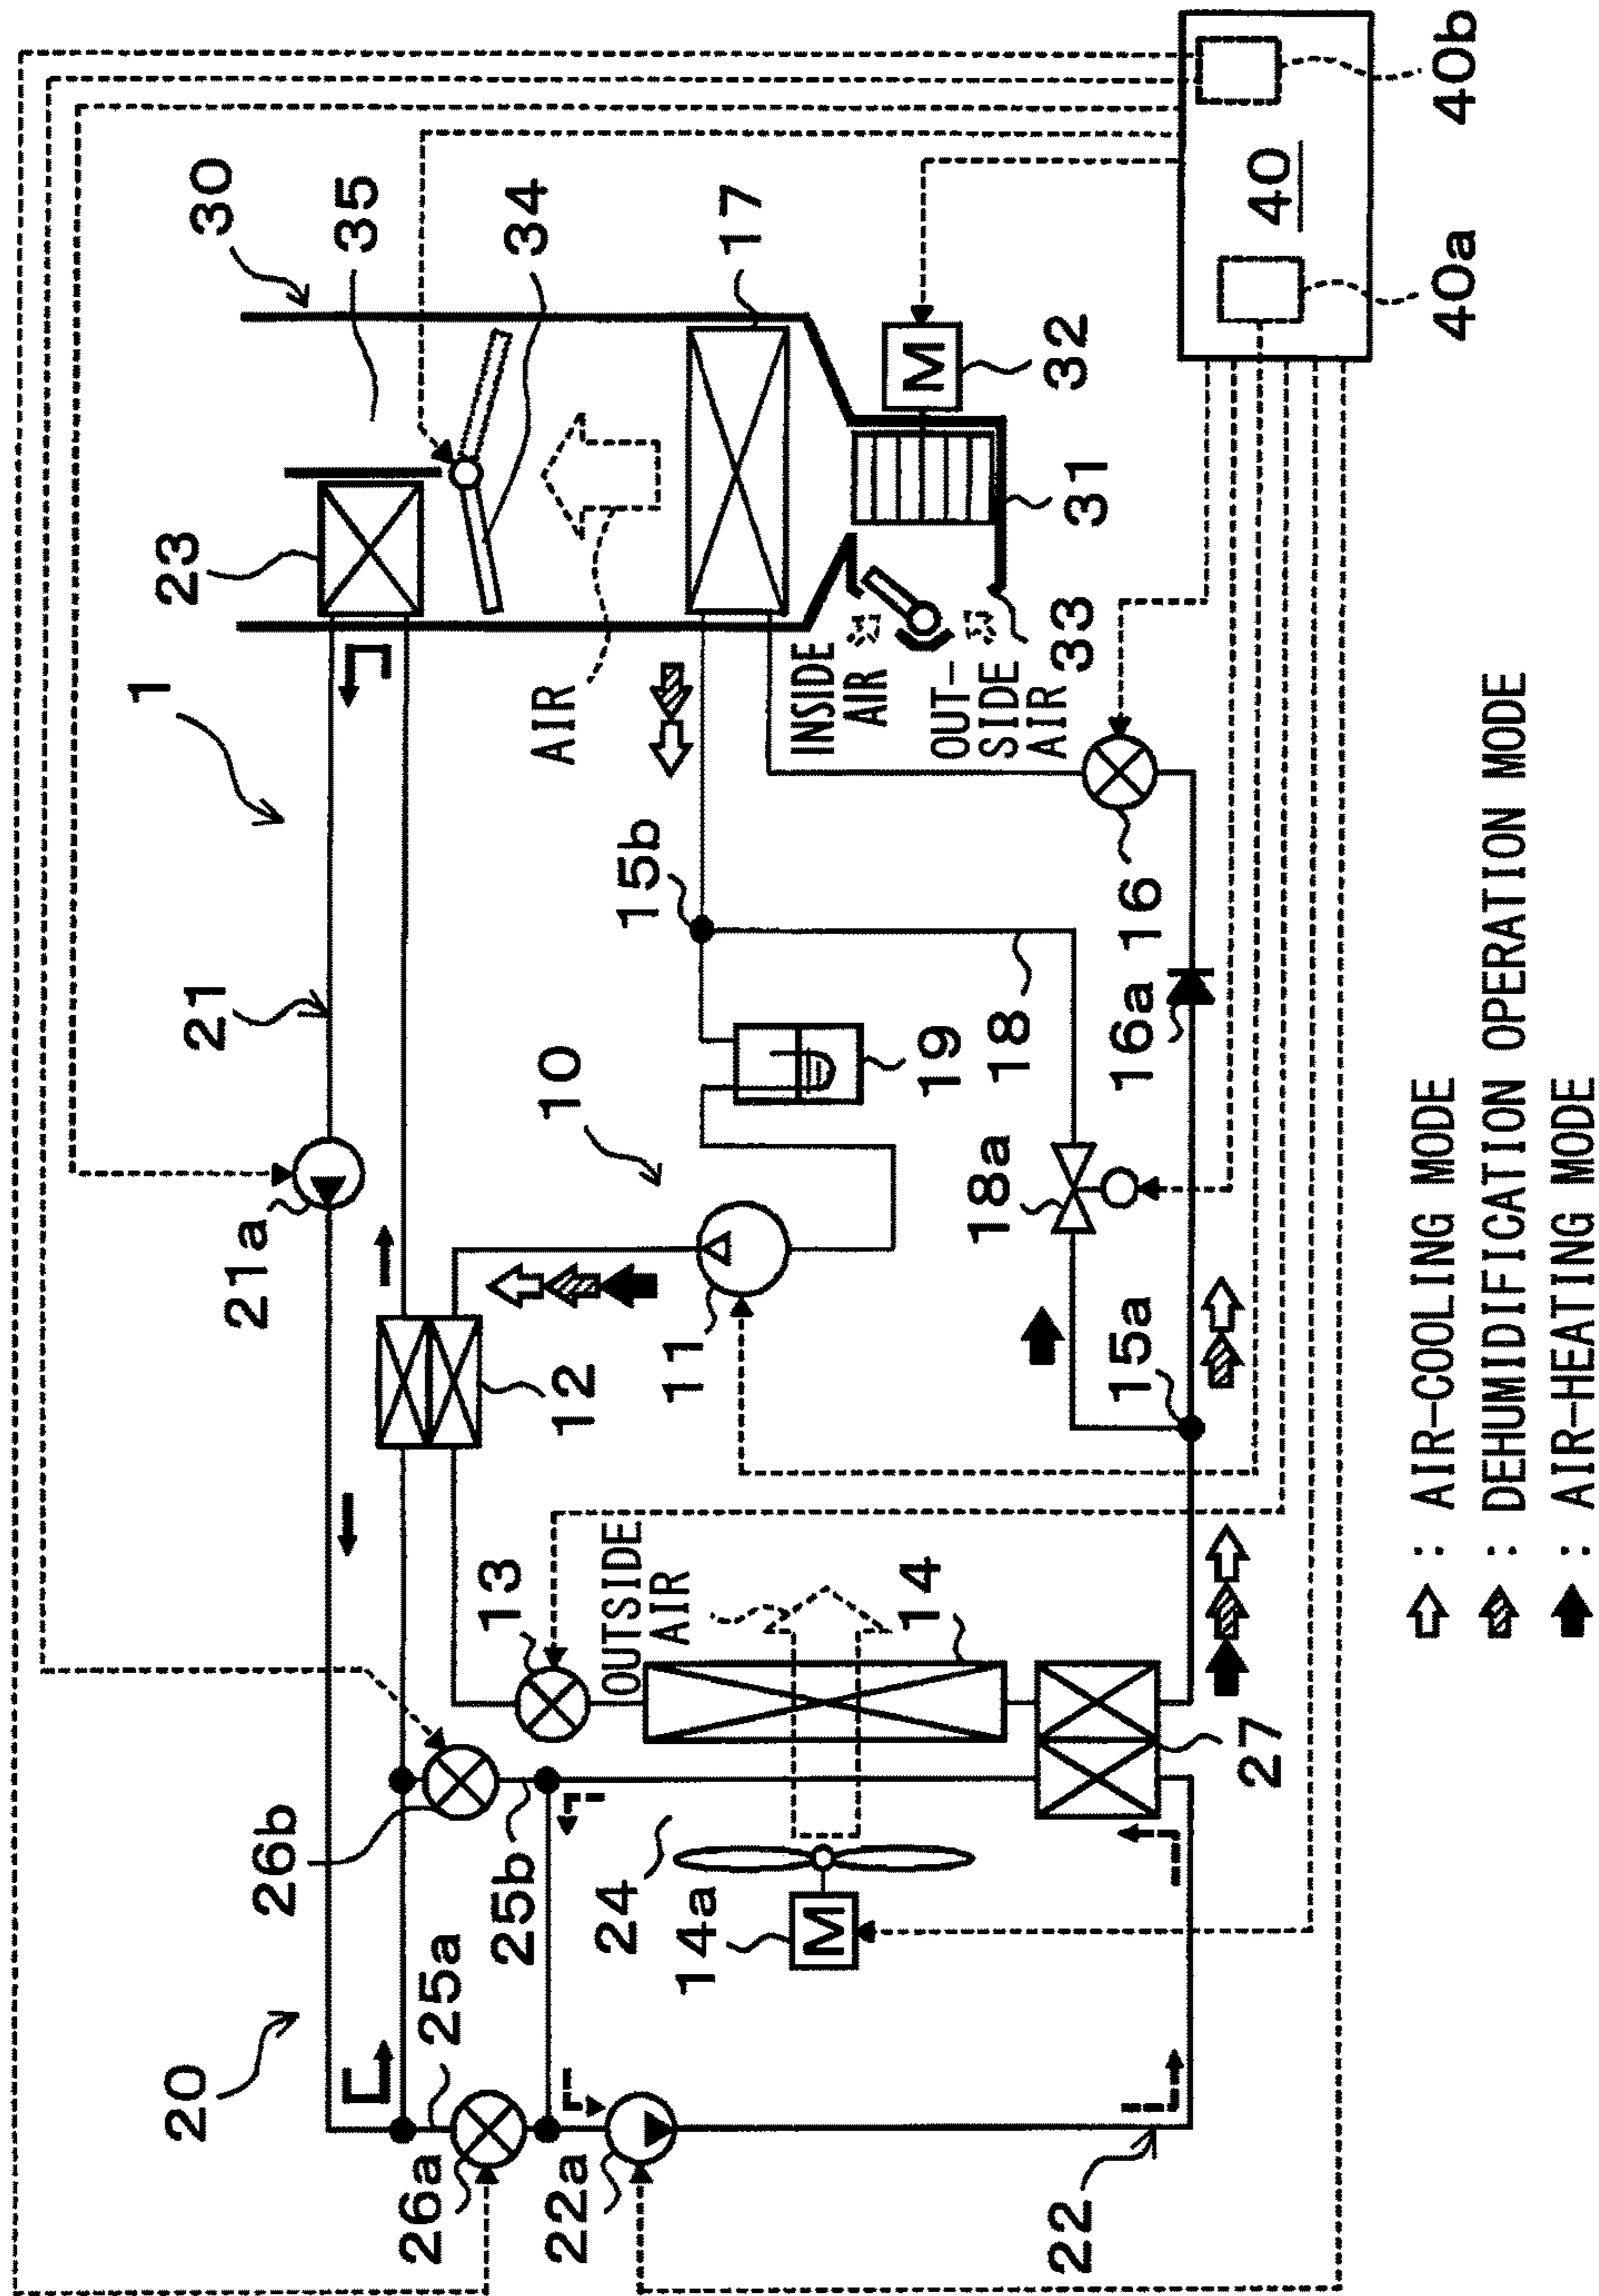 1
20
23
30
21
21a
26b
35
26a
25a
34
13
25b
10
AIR
22a
12
24
OUTSIDE
AIR
15b
11
14a
17
M
INSIDE
AIR
14
19
M
OUT-
SIDE
AIR
18a
18
32
22
33
31
15a
16a
16
27
40
40a
40b
: AIR-COOLING MODE
: DEHUMIDIFICATION OPERATION MODE
: AIR-HEATING MODE